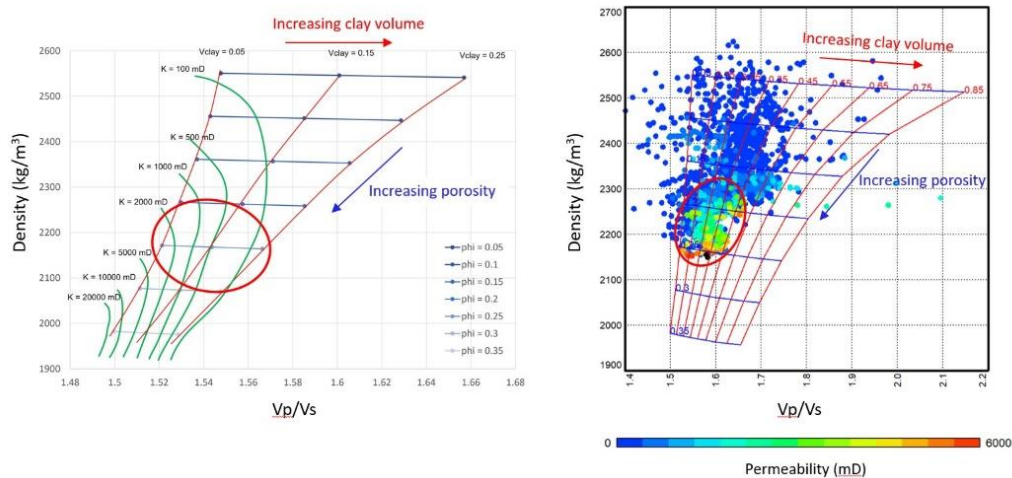 Increasing clay volume
Vclay = 0.05
Vclay = 0.15
Vclay = 0.25
K = 100 mD
K = 500 mD
K = 1000 mD
K = 2000 mD
K = 5000 mD
K = 10000 mD
K = 20000 mD
Increasing porosity
phi = 0.05
phi = 0.1
phi = 0.15
phi = 0.2
phi = 0.25
phi = 0.3
phi = 0.35
Density (kg/m³)
2600
2500
2400
2300
2200
2100
2000
1900
1.48 1.5 1.52 1.54 1.56 1.58 1.6 1.62 1.64 1.66 1.68
Vp/Vs
Increasing clay volume
0.35 0.45 0.55 0.65 0.75 0.85
Increasing porosity
0.3
0.35
Density (kg/m³)
2700
2600
2500
2400
2300
2200
2100
2000
1900
1.4 1.5 1.6 1.7 1.8 1.9 2.0 2.1 2.2
Vp/Vs
0 6000
Permeability (mD)